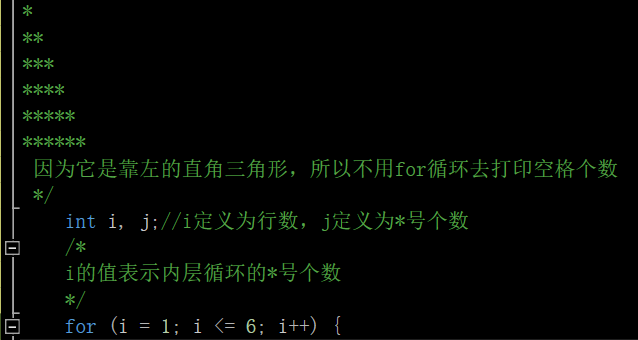 *
**
***
****
*****
******
因为它是靠左的直角三角形，所以不用for循环去打印空格个数
*/
int i, j;//i定义为行数，j定义为*号个数
/*
i的值表示内层循环的*号个数
*/
for (i = 1; i <= 6; i++) {